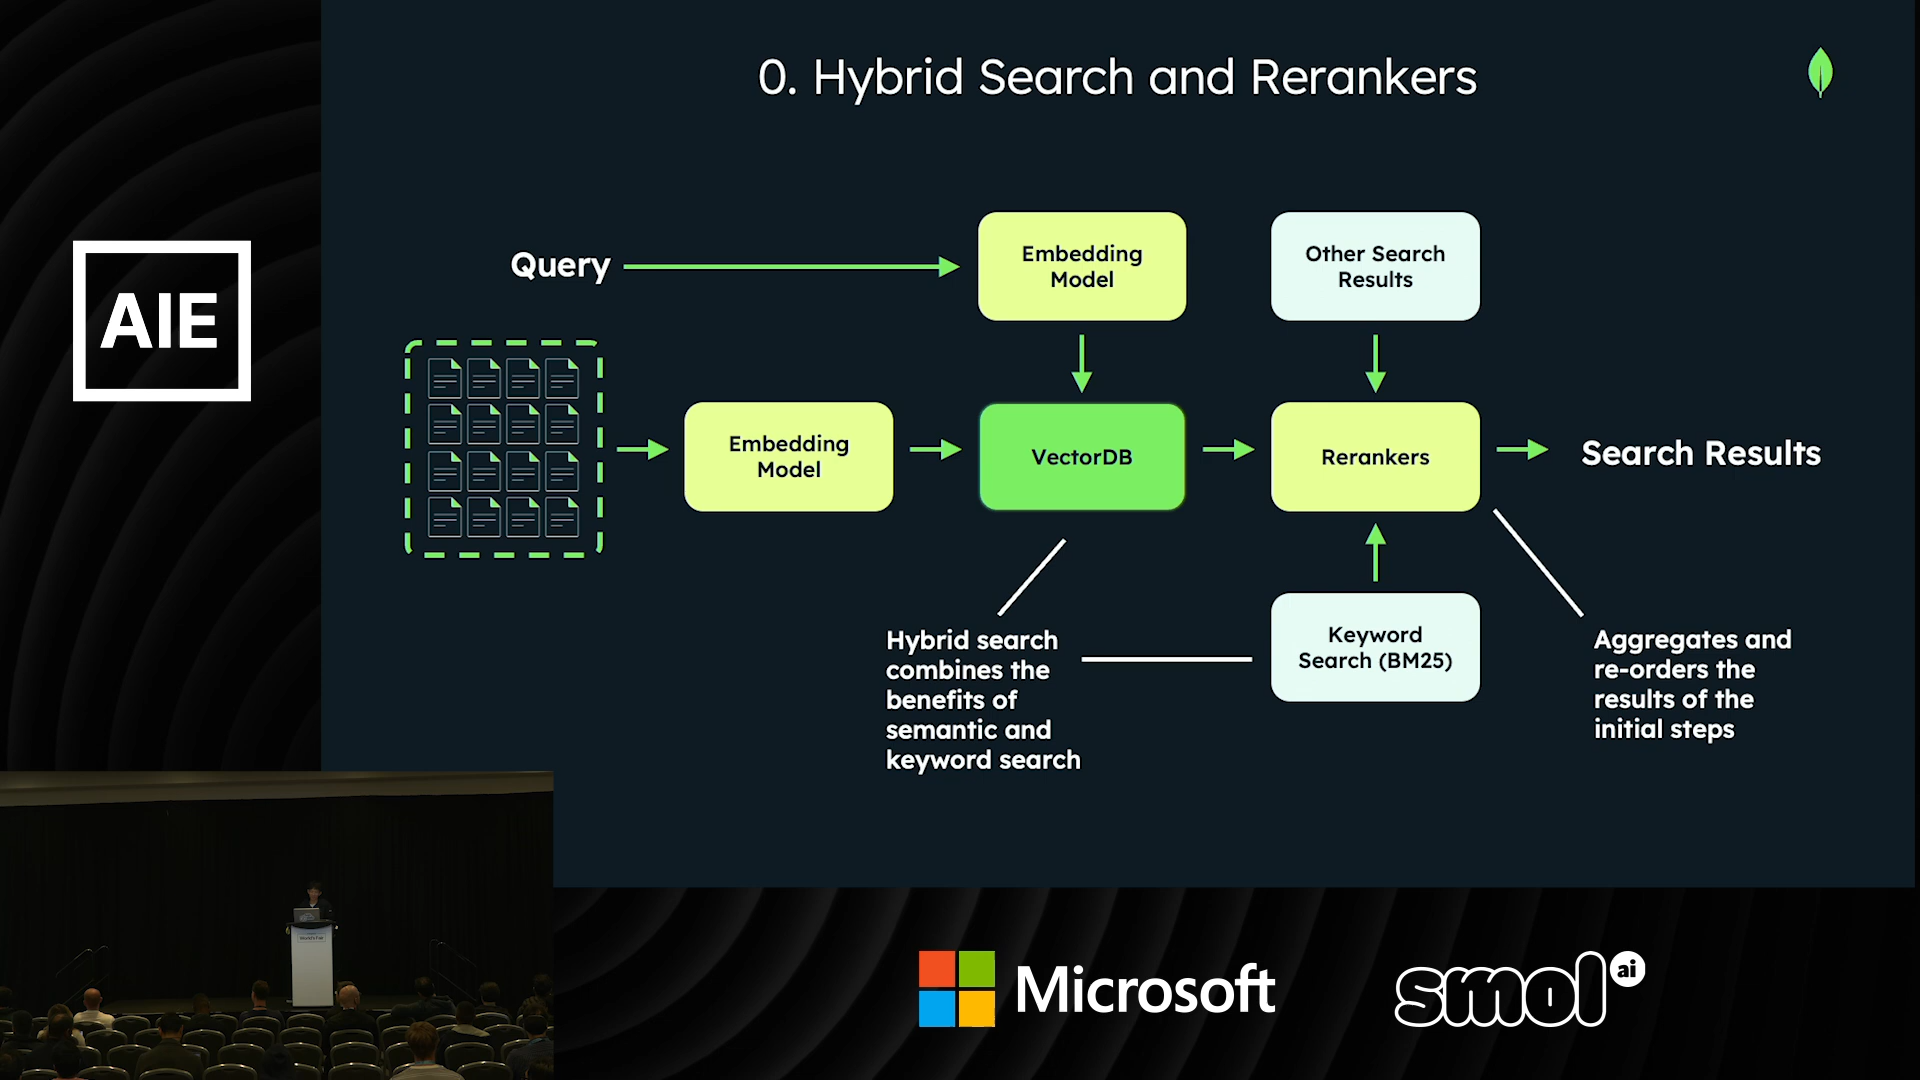 0. Hybrid Search and Rerankers
AIE
Query
Embedding
Model
Other Search
Results
Embedding
Model
VectorDB
Rerankers
Search Results
Hybrid search
combines the
benefits of
semantic and
keyword search
Keyword
Search (BM25)
Aggregates and
re-orders the
results of the
initial steps
World's Fair
Microsoft
smol
ai